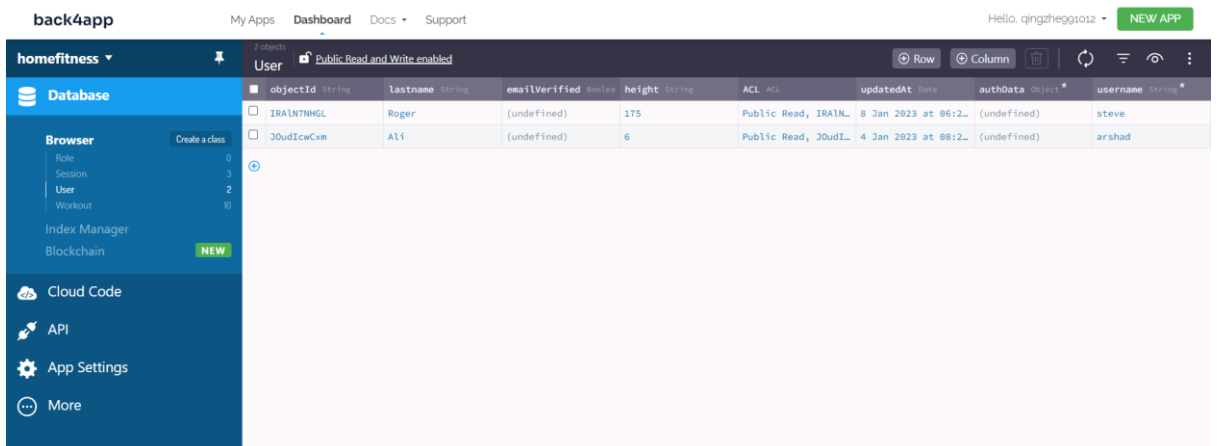 back4app My Apps Dashboard Docs Support Hello, qingzhe991012 NEW APP
homefitness
2 objects
User Public Read and Write enabled Row Column
Database
Browser Create a class
Role 0
Session 3
User 2
Workout 10
Index Manager
Blockchain NEW
Cloud Code
API
App Settings
More
objectId String lastname String emailVerified Boolea height String ACL ACL updatedAt Date authData Object * username String *
IRAlN7NHGL Roger (undefined) 175 Public Read, IRAlN… 8 Jan 2023 at 06:2… (undefined) steve
JOudIcwCxm Ali (undefined) 6 Public Read, JOudI… 4 Jan 2023 at 08:2… (undefined) arshad